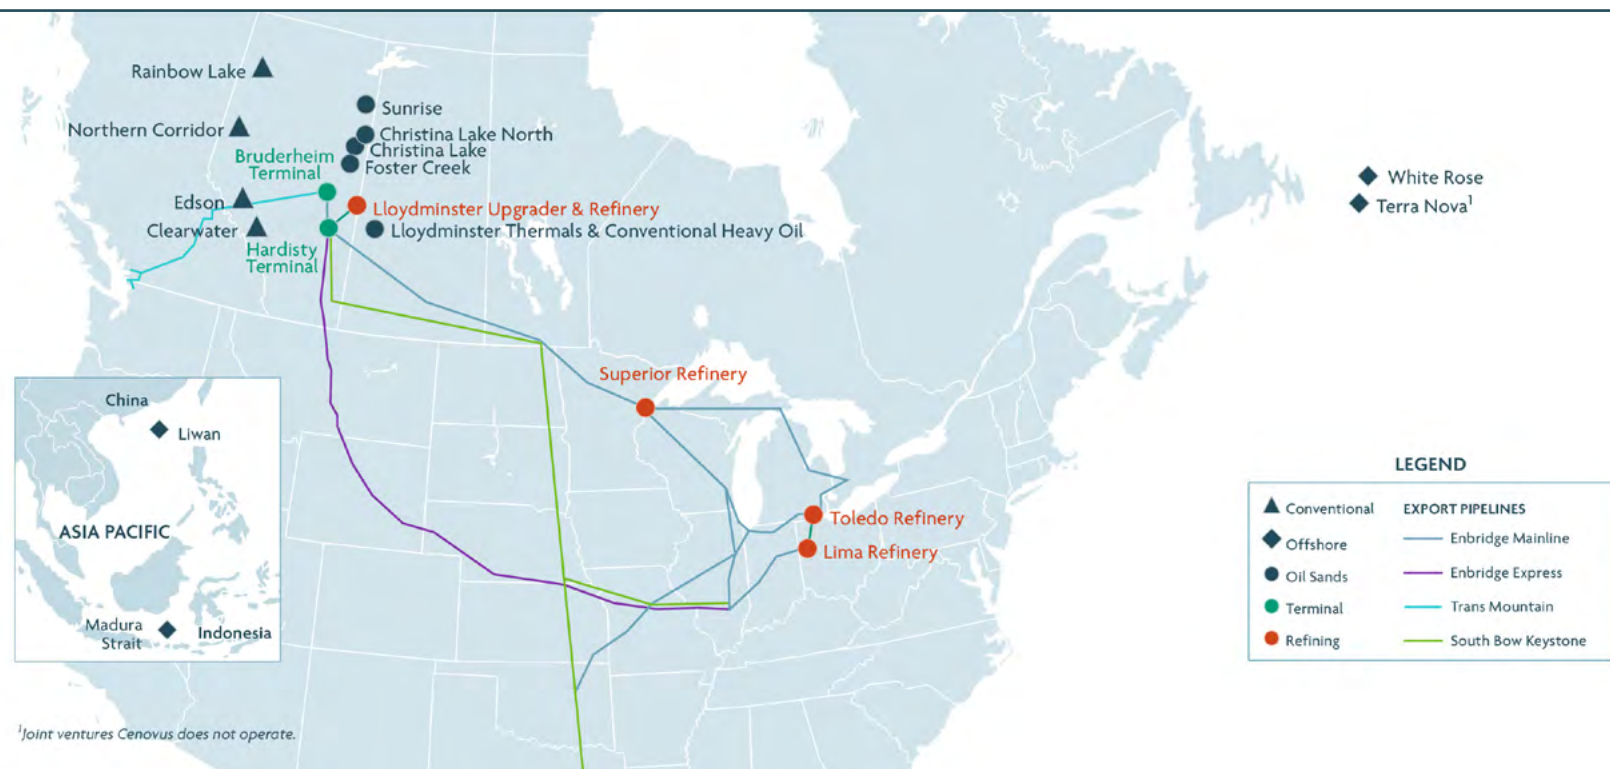 Rainbow Lake
Sunrise
Northern Corridor
Christina Lake North
Christina Lake
Bruderheim
Terminal
Foster Creek
Edson
Lloydminster Upgrader & Refinery
Clearwater
Lloydminster Thermals & Conventional Heavy Oil
Hardisty
Terminal
White Rose
Terra Nova¹
Superior Refinery
Toledo Refinery
Lima Refinery
China
Liwan
ASIA PACIFIC
Madura
Strait
Indonesia
LEGEND
Conventional
Offshore
Oil Sands
Terminal
Refining
EXPORT PIPELINES
Enbridge Mainline
Enbridge Express
Trans Mountain
South Bow Keystone
¹Joint ventures Cenovus does not operate.